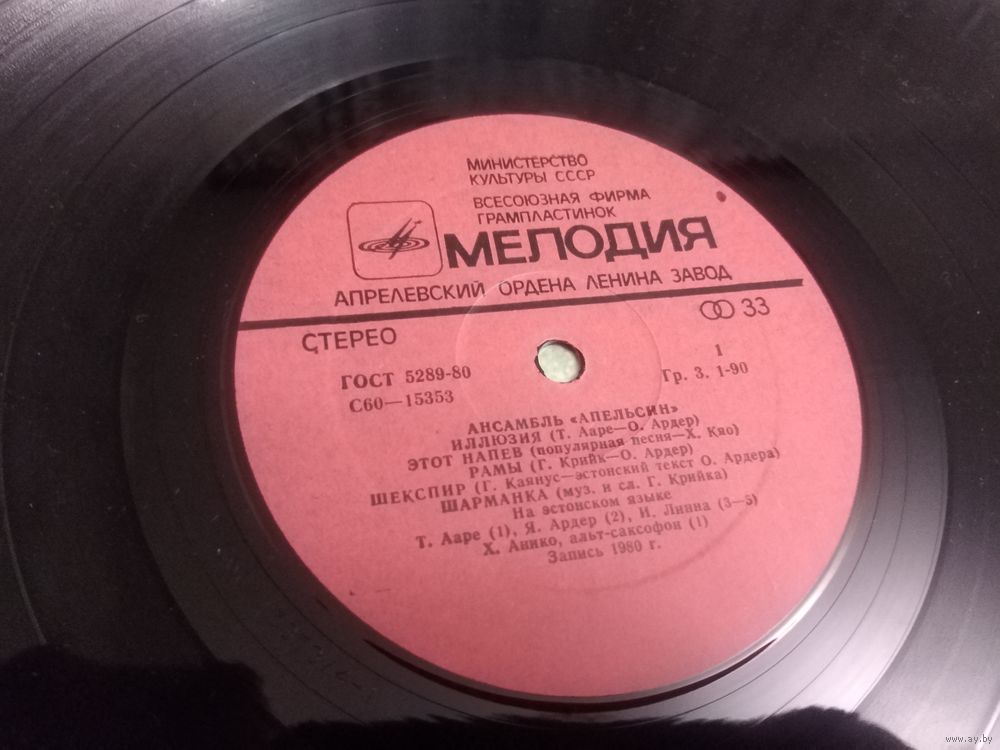 МИНИСТЕРСТВО
КУЛЬТУРЫ СССР
ВСЕСОЮЗНАЯ ФИРМА
ГРАМПЛАСТИНОК
МЕЛОДИЯ
АПРЕЛЕВСКИЙ ОРДЕНА ЛЕНИНА ЗАВОД
СТЕРЕО
33
ГОСТ 5289-80
1
С60—15353
Гр. 3. 1-90
АНСАМБЛЬ «АПЕЛЬСИН»
ИЛЛЮЗИЯ (Т. Ааре—О. Ардер)
ЭТОТ НАПЕВ (популярная песня—Х. Кяо)
РАМЫ (Г. Крийк—О. Ардер)
ШЕКСПИР (Г. Каянус—эстонский текст О. Ардера)
ШАРМАНКА (муз. и сл. Г. Крийка)
На эстонском языке
Т. Ааре (1), Я. Ардер (2), И. Линна (3—5)
Х. Анико, альт-саксофон (1)
Запись 1980 г.
www.ay.by